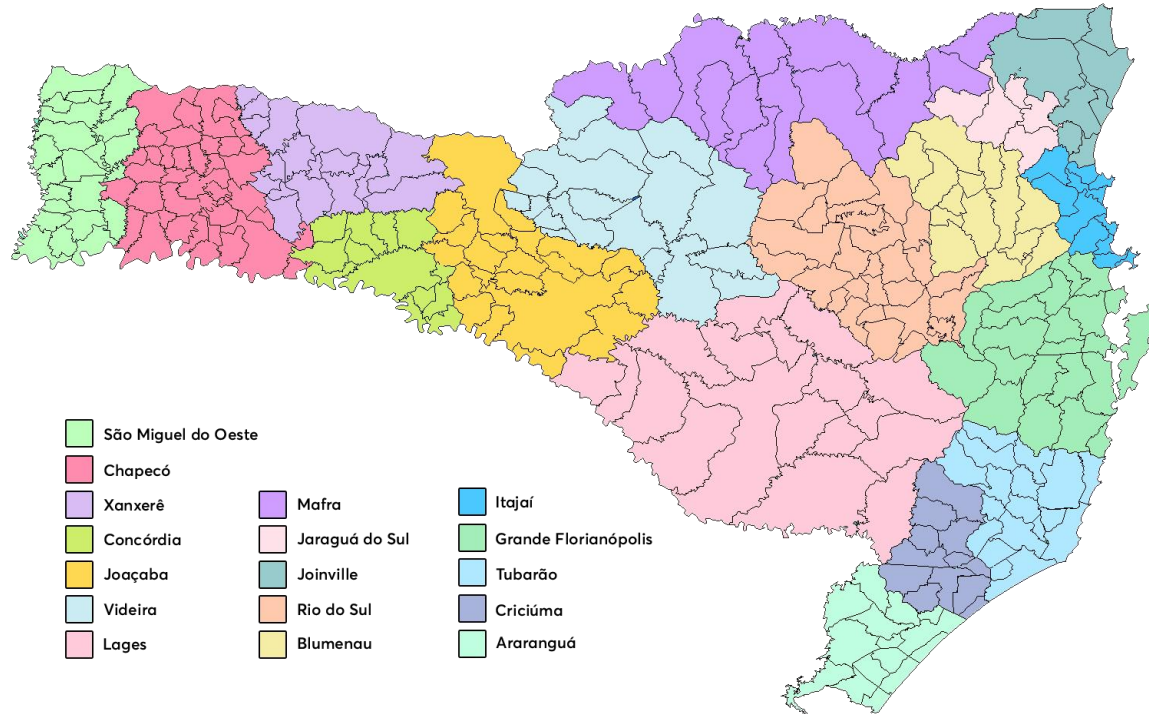 São Miguel do Oeste
Chapecó
Xanxerê
Concórdia
Joaçaba
Videira
Lages
Mafra
Jaraguá do Sul
Joinville
Rio do Sul
Blumenau
Itajaí
Grande Florianópolis
Tubarão
Criciúma
Araranguá